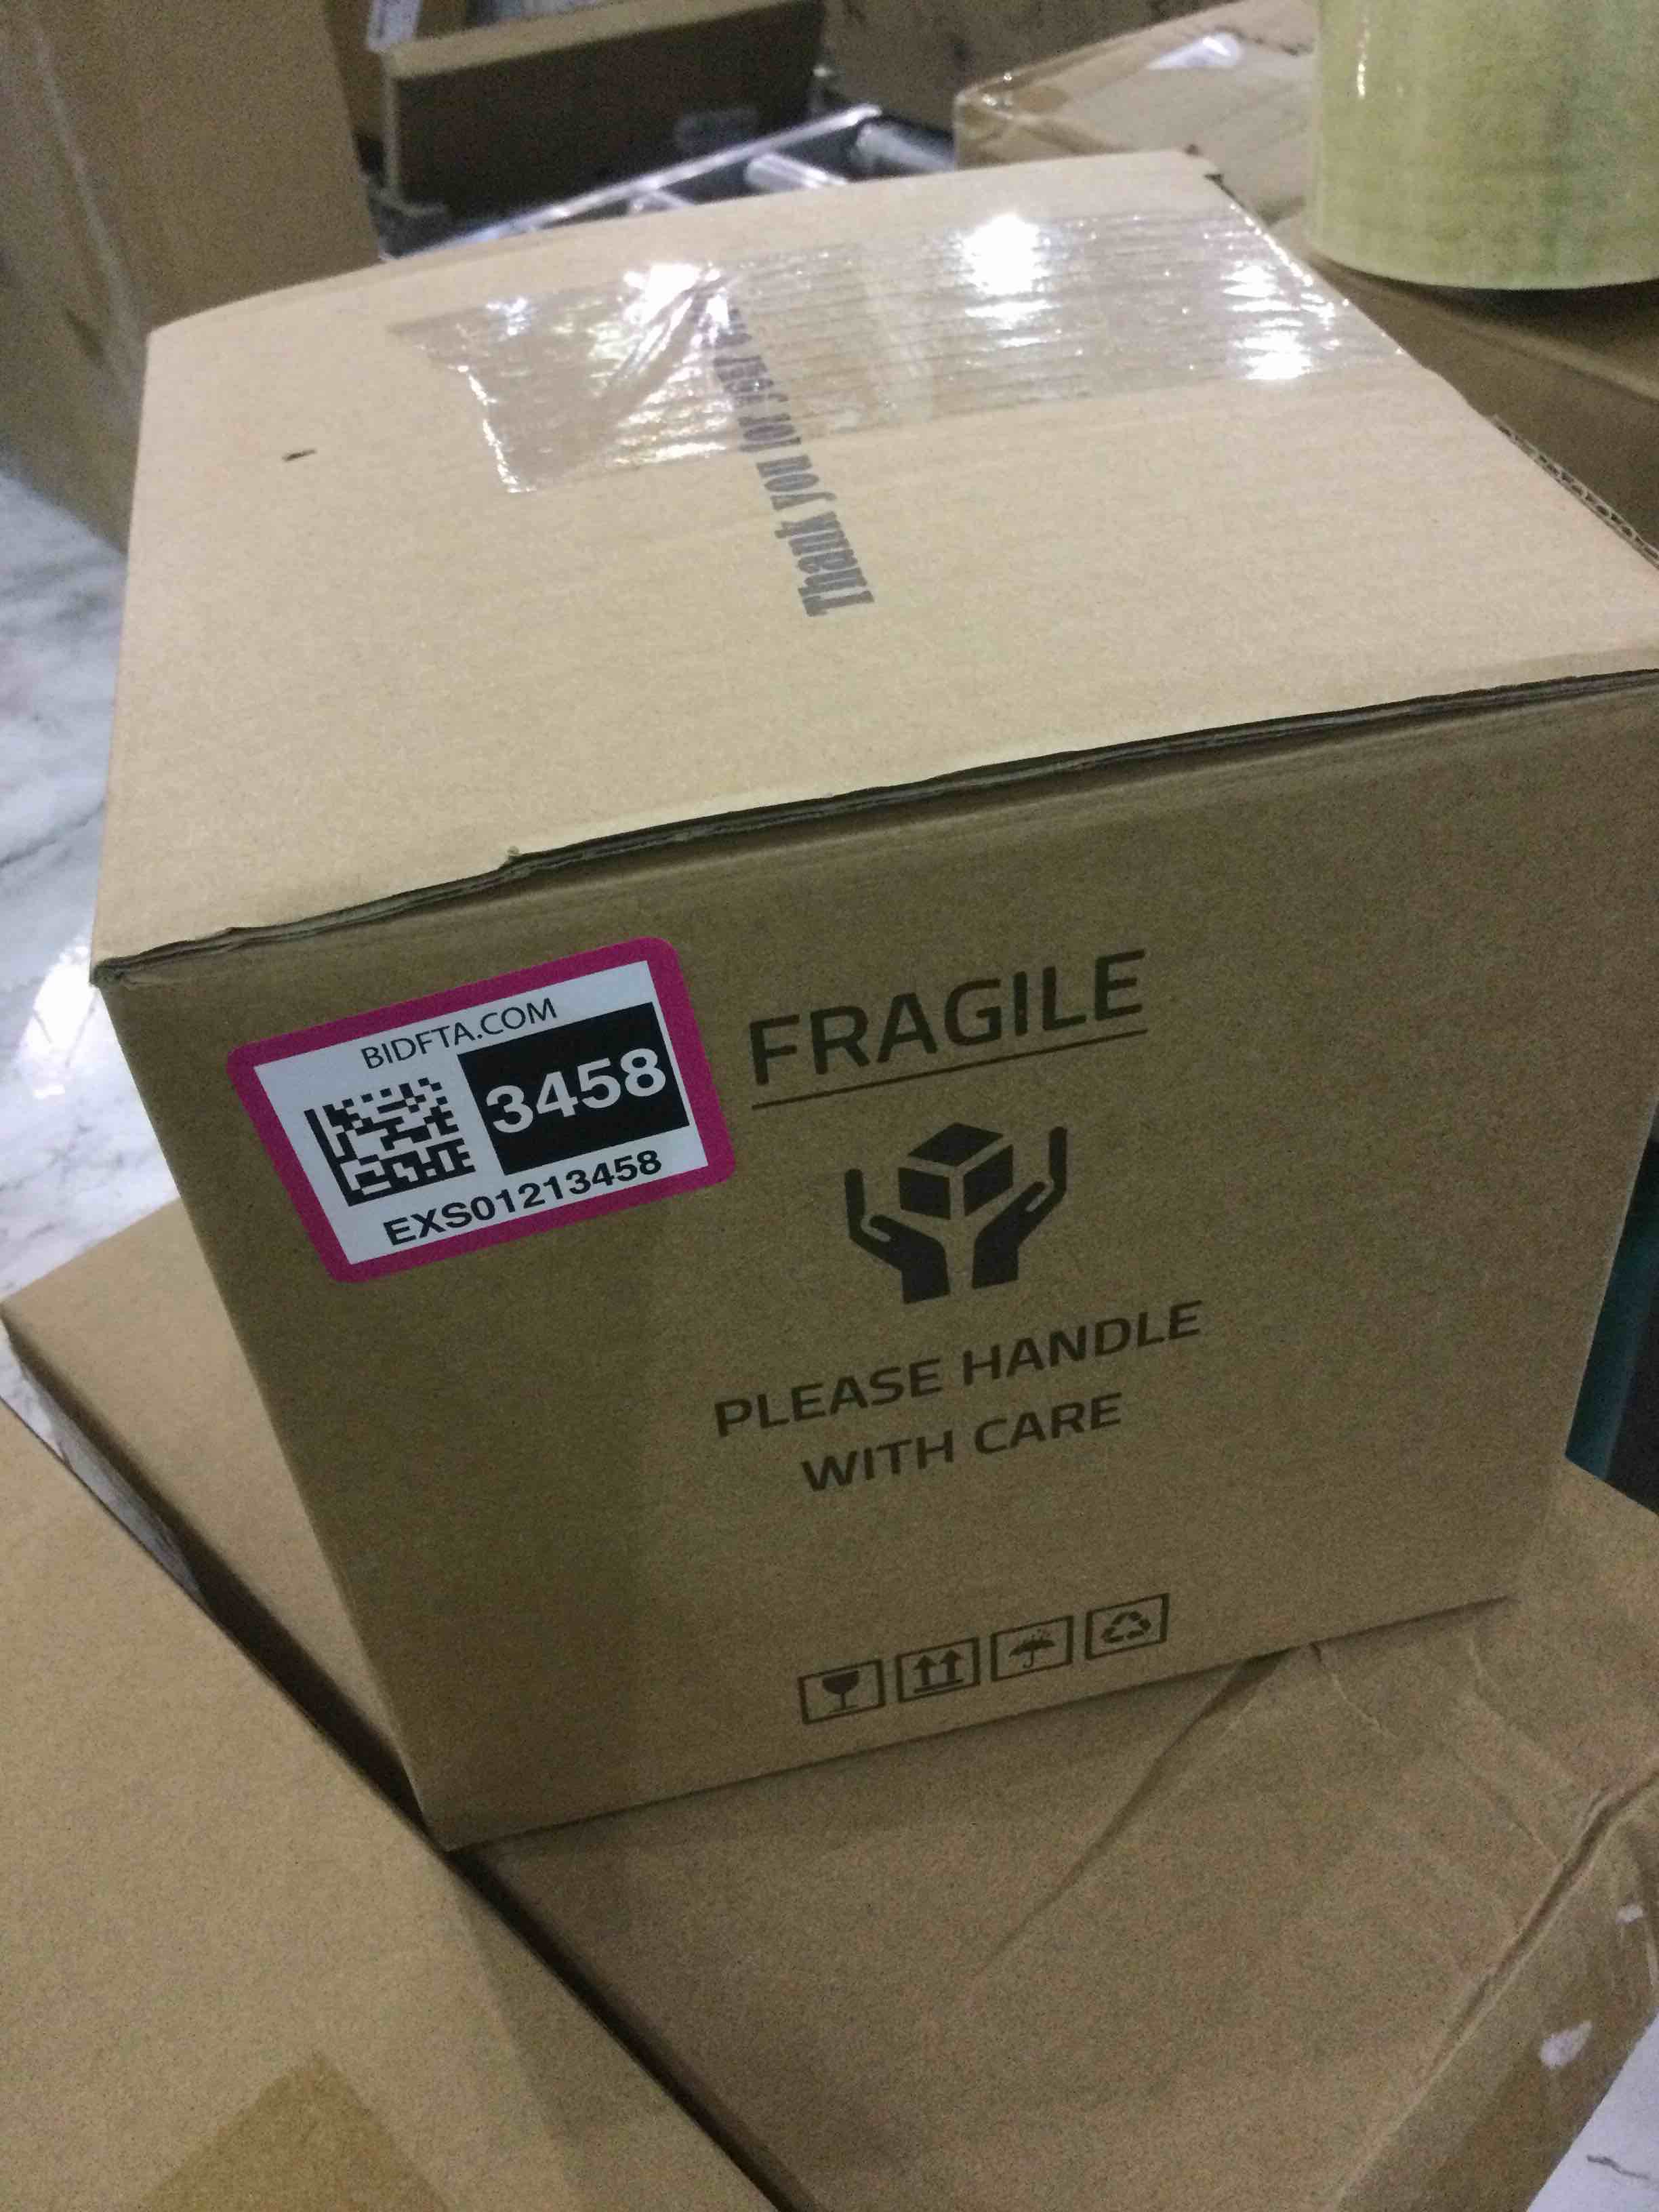 Thank you for your
BIDFTA.COM
3458
EXS01213458
FRAGILE
PLEASE HANDLE
WITH CARE